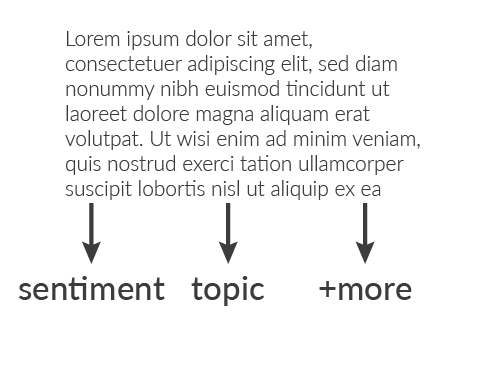 Lorem ipsum dolor sit amet,
consectetuer adipiscing elit, sed diam
nonummy nibh euismod tincidunt ut
laoreet dolore magna aliquam erat
volutpat. Ut wisi enim ad minim veniam,
quis nostrud exerci tation ullamcorper
suscipit lobortis nisl ut aliquip ex ea
sentiment topic +more